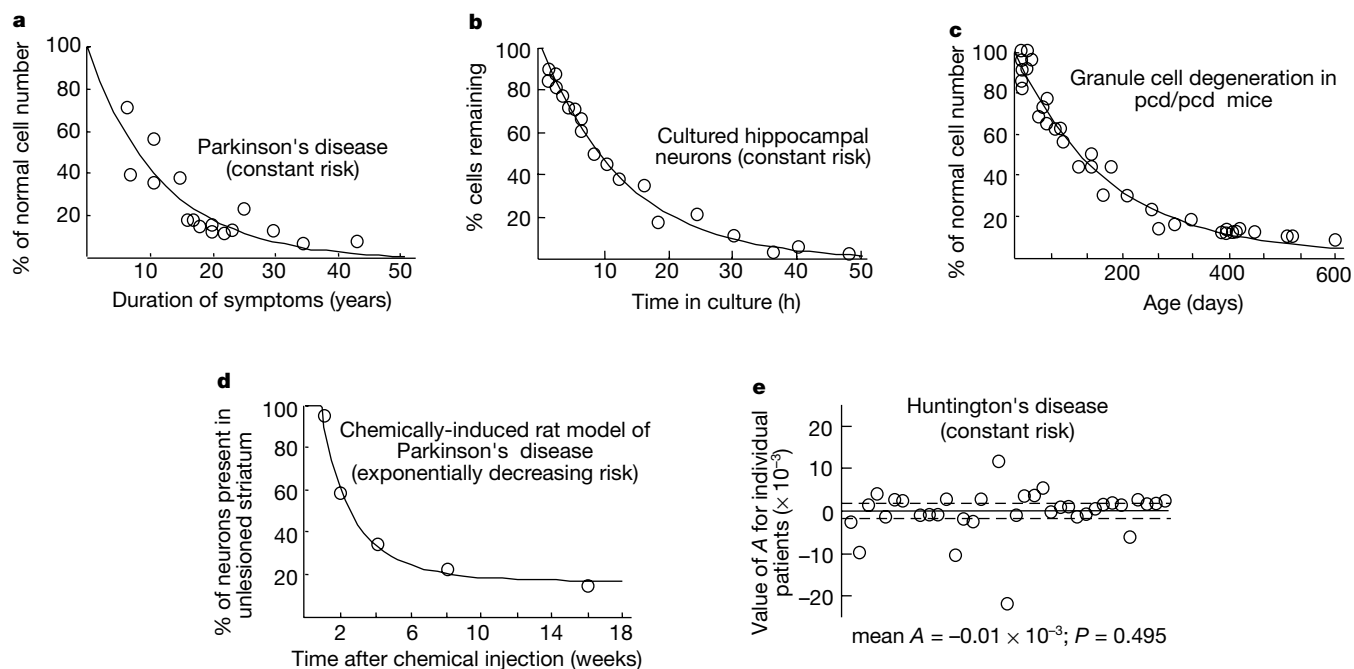 a
% of normal cell number
100
80
60
40
20
10
20
30
40
50
Duration of symptoms (years)
Parkinson's disease
(constant risk)
b
% cells remaining
100
80
60
40
20
10
20
30
40
50
Time in culture (h)
Cultured hippocampal
neurons (constant risk)
c
% of normal cell number
100
80
60
40
20
200
400
600
Age (days)
Granule cell degeneration in
pcd/pcd mice
d
% of neurons present in
unlesioned striatum
100
80
60
40
20
2
4
6
8
10
12
14
16
18
Time after chemical injection (weeks)
Chemically-induced rat model of
Parkinson's disease
(exponentially decreasing risk)
e
Value of A for individual
patients (× 10⁻³)
20
10
0
−10
−20
Huntington's disease
(constant risk)
mean A = −0.01 × 10⁻³; P = 0.495